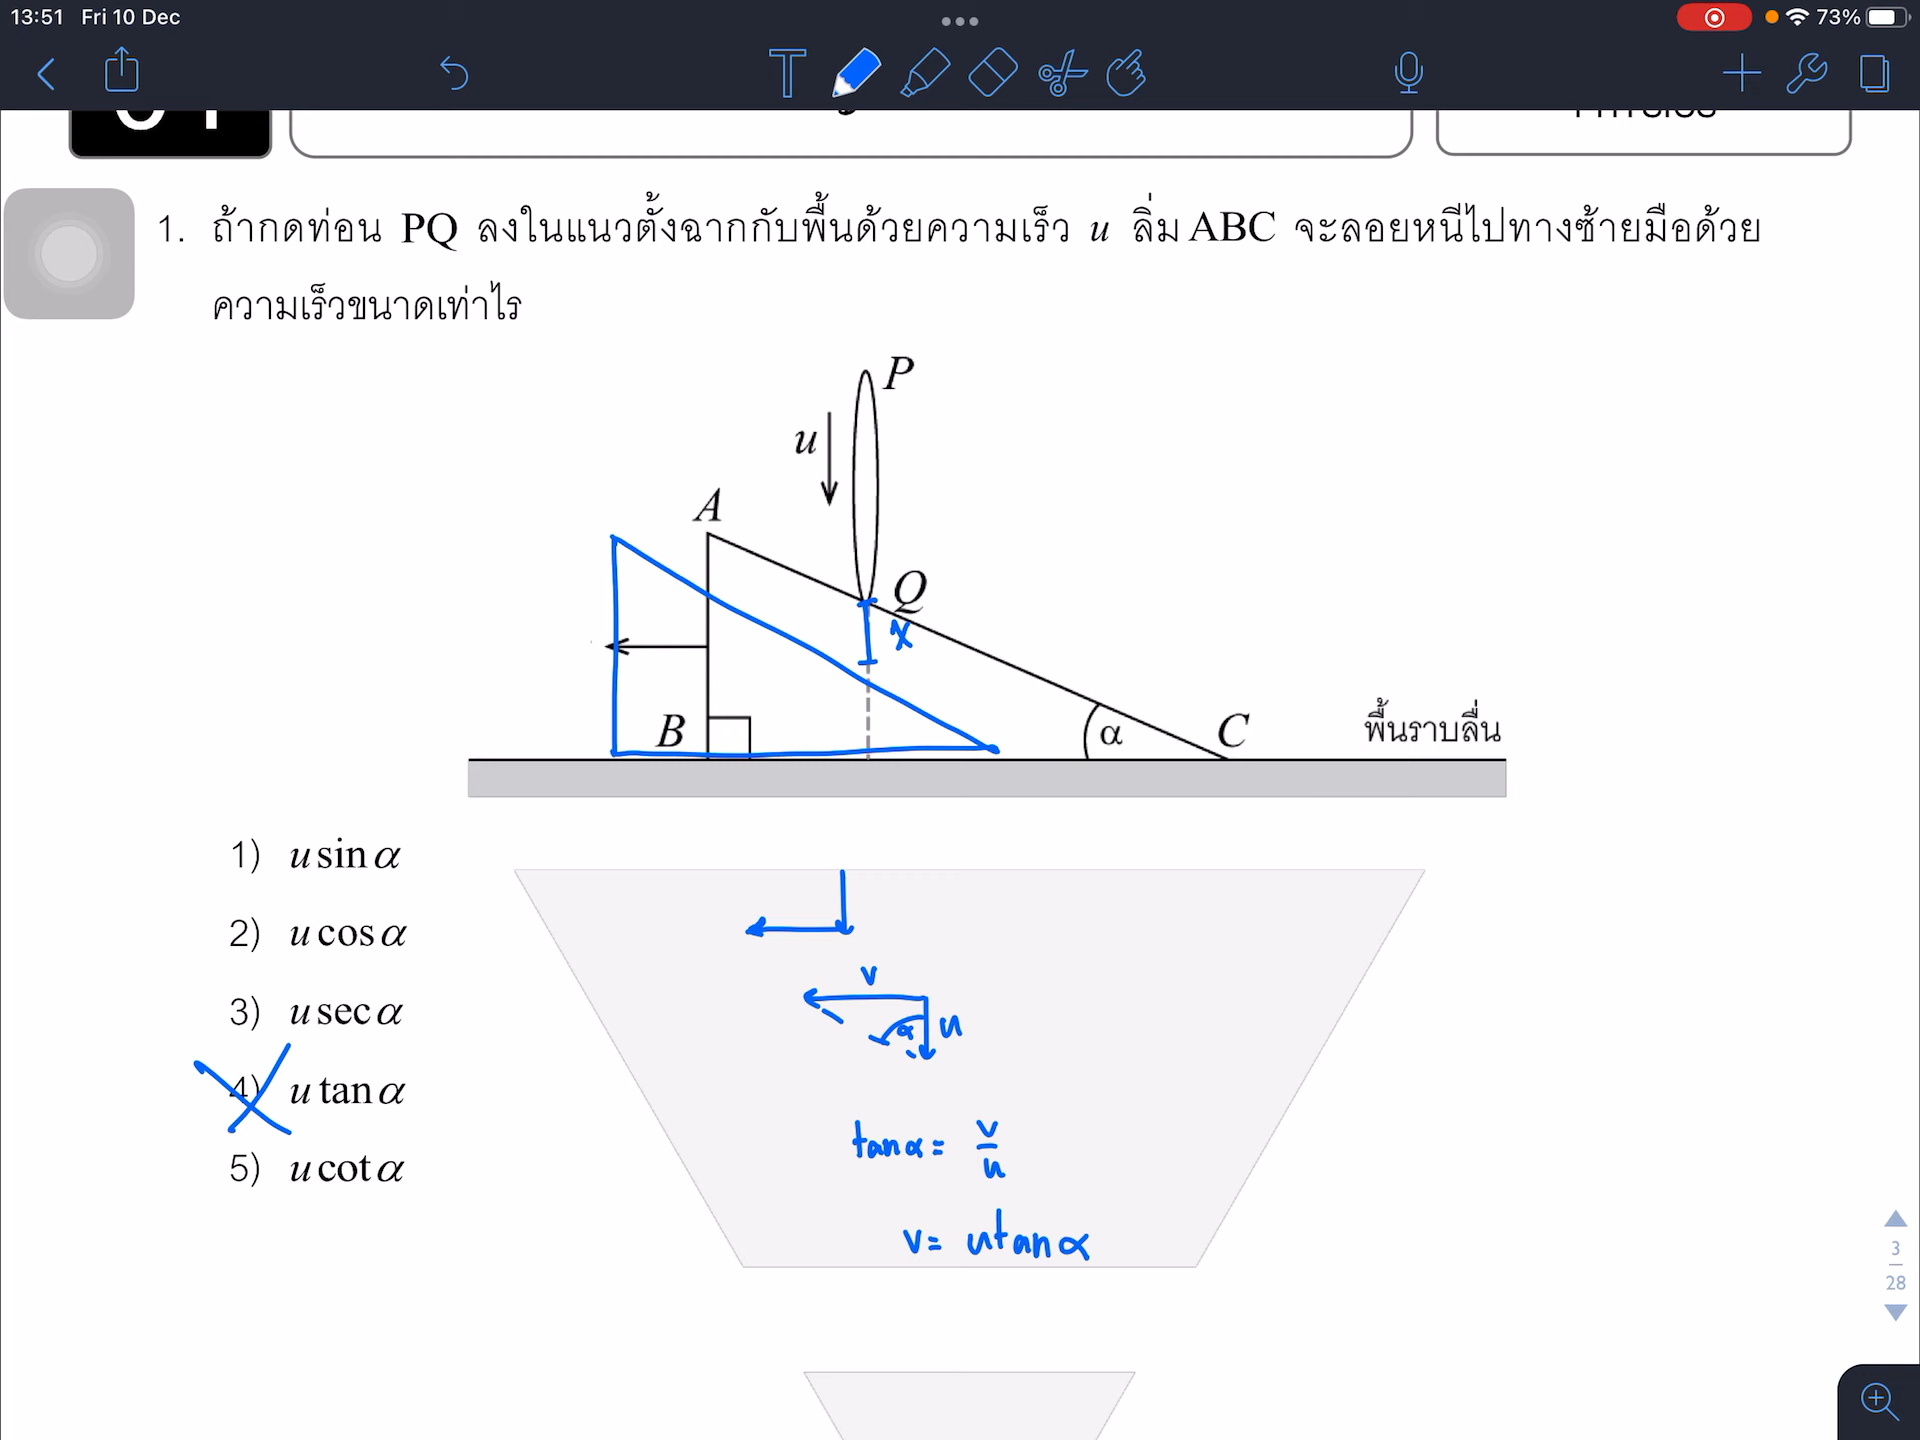 13:51 Fri 10 Dec
73%
1. ถ้ากดท่อน PQ ลงในแนวตั้งฉากกับพื้นด้วยความเร็ว u ลิ่ม ABC จะลอยหนีไปทางซ้ายมือด้วย
ความเร็วขนาดเท่าไร
P
u
A
Q
x
B
α
C
พื้นราบลื่น
1) u sin α
2) u cos α
3) u sec α
4) u tan α
5) u cot α
v
α
u
tanα = v/u
v = utanα
3
28